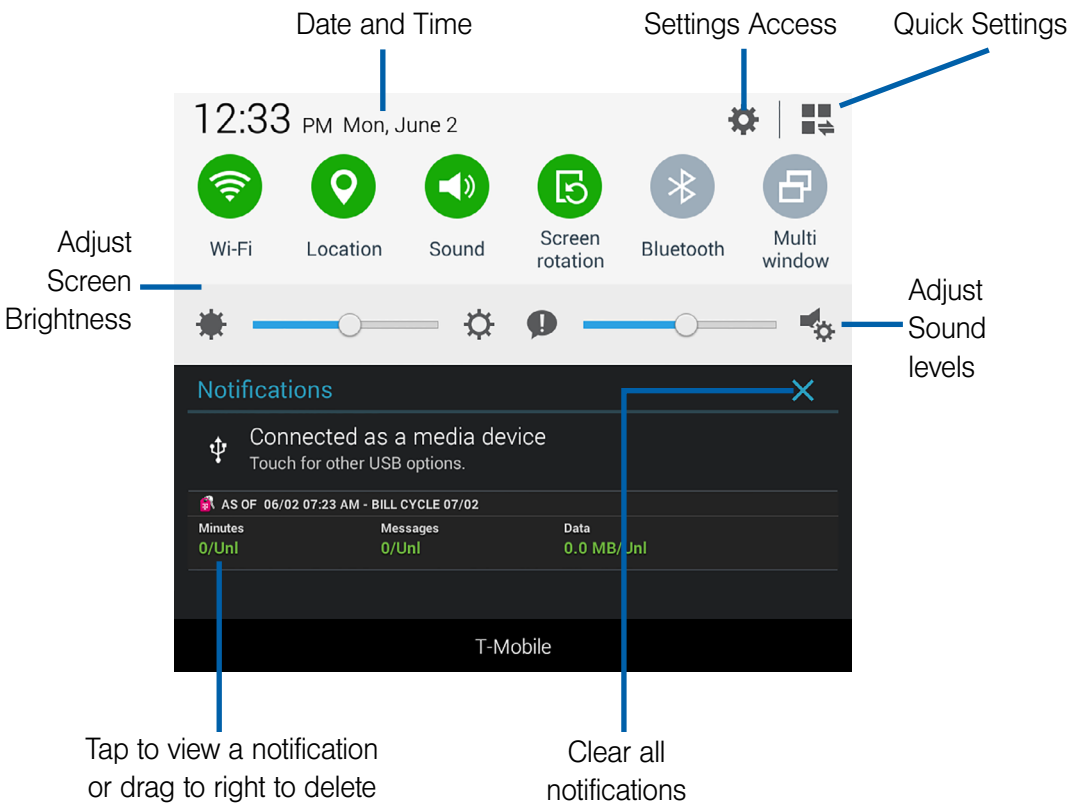 Date and Time
Settings Access
Quick Settings
12:33 PM Mon, June 2
Wi-Fi
Location
Sound
Screen
rotation
Bluetooth
Multi
window
Adjust
Screen
Brightness
Adjust
Sound
levels
Notifications
Connected as a media device
Touch for other USB options.
AS OF 06/02 07:23 AM - BILL CYCLE 07/02
Minutes
0/Unl
Messages
0/Unl
Data
0.0 MB/Unl
T-Mobile
Tap to view a notification
or drag to right to delete
Clear all
notifications